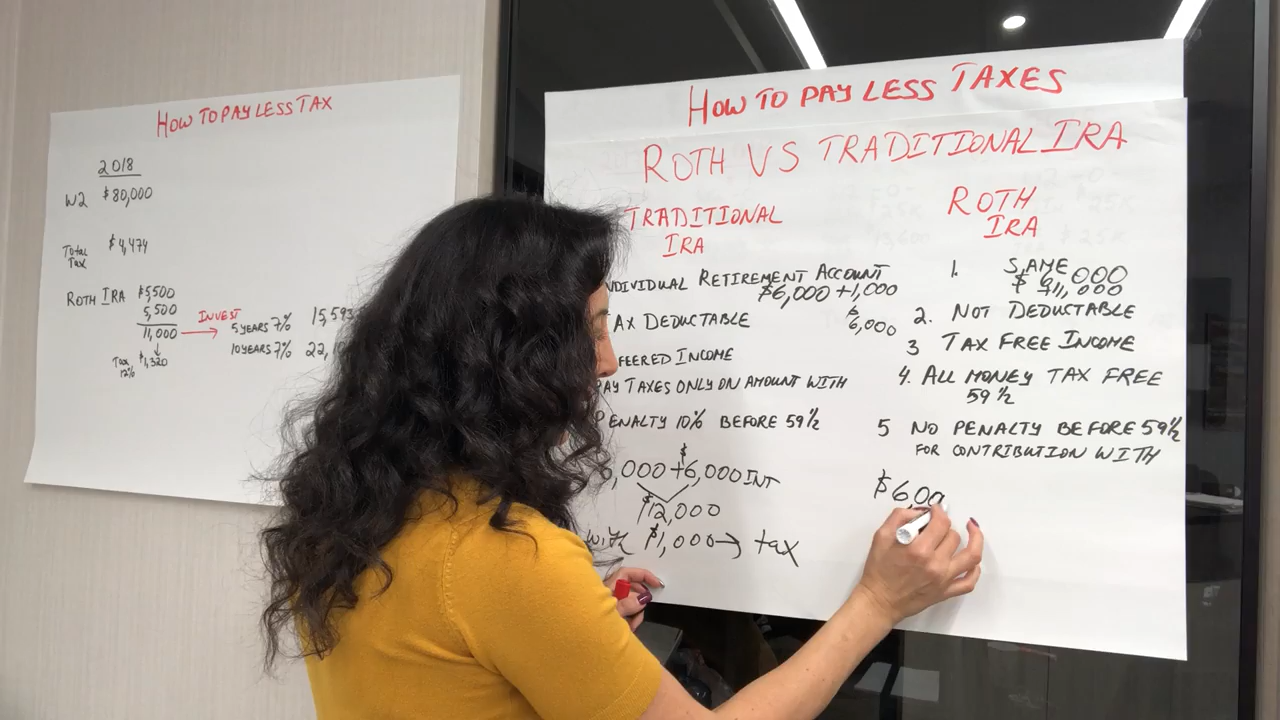 How TO PAY LESS TAX
2018
W2 $80,000
Total Tax $4,474
ROTH IRA $5,500
5,500
11,000
INVEST
5 YEARS 7%
10 YEARS 7% 22,
Tax 12% $1,320
How TO PAY LESS TAXES
ROTH VS TRADITIONAL IRA
TRADITIONAL
IRA
NDIVIDUAL RETIREMENT ACCOUNT
$6,000 +1,000
AX DEDUCTABLE $6,000
FERED INCOME
PAY TAXES ONLY ON AMOUNT WITH
PENALTY 10% BEFORE 59½
6,000 + $6,000 INT
$12,000
with $1,000 → tax
ROTH
IRA
1. SAME
2. NOT DEDUCTABLE
3 TAX FREE INCOME
4. ALL MONEY TAX FREE
59½
5 NO PENALTY BEFORE 59½
FOR CONTRIBUTION WITH
$600